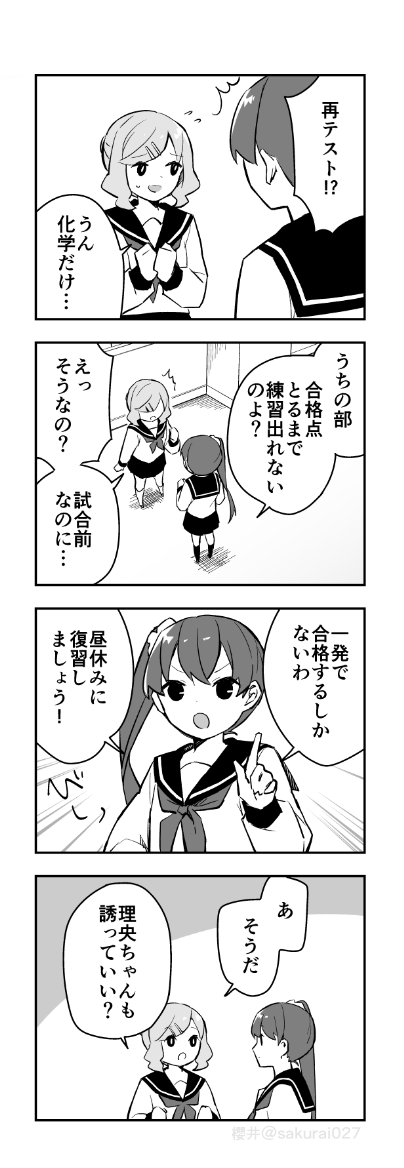 再テスト!?
うん
化学だけ…
うちの部
合格点
とるまで
練習出れない
のよ?
えっ
そうなの?
試合前
なのに…
一発で
合格するしか
ないわ
昼休みに
復習し
ましょう!
びしっ
あ
そうだ
理央ちゃんも
誘っていい?
櫻井@sakurai027